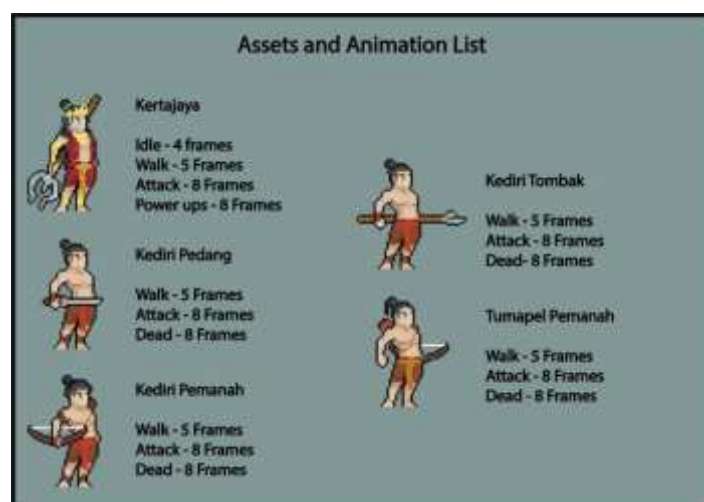 Assets and Animation List
Kertajaya
Idle - 4 frames
Walk - 5 Frames
Attack - 8 Frames
Power ups - 8 Frames
Kediri Pedang
Walk - 5 Frames
Attack - 8 Frames
Dead - 8 Frames
Kediri Pemanah
Walk - 5 Frames
Attack - 8 Frames
Dead - 8 Frames
Kediri Tombak
Walk - 5 Frames
Attack - 8 Frames
Dead- 8 Frames
Tumapel Pemanah
Walk - 5 Frames
Attack - 8 Frames
Dead - 8 Frames